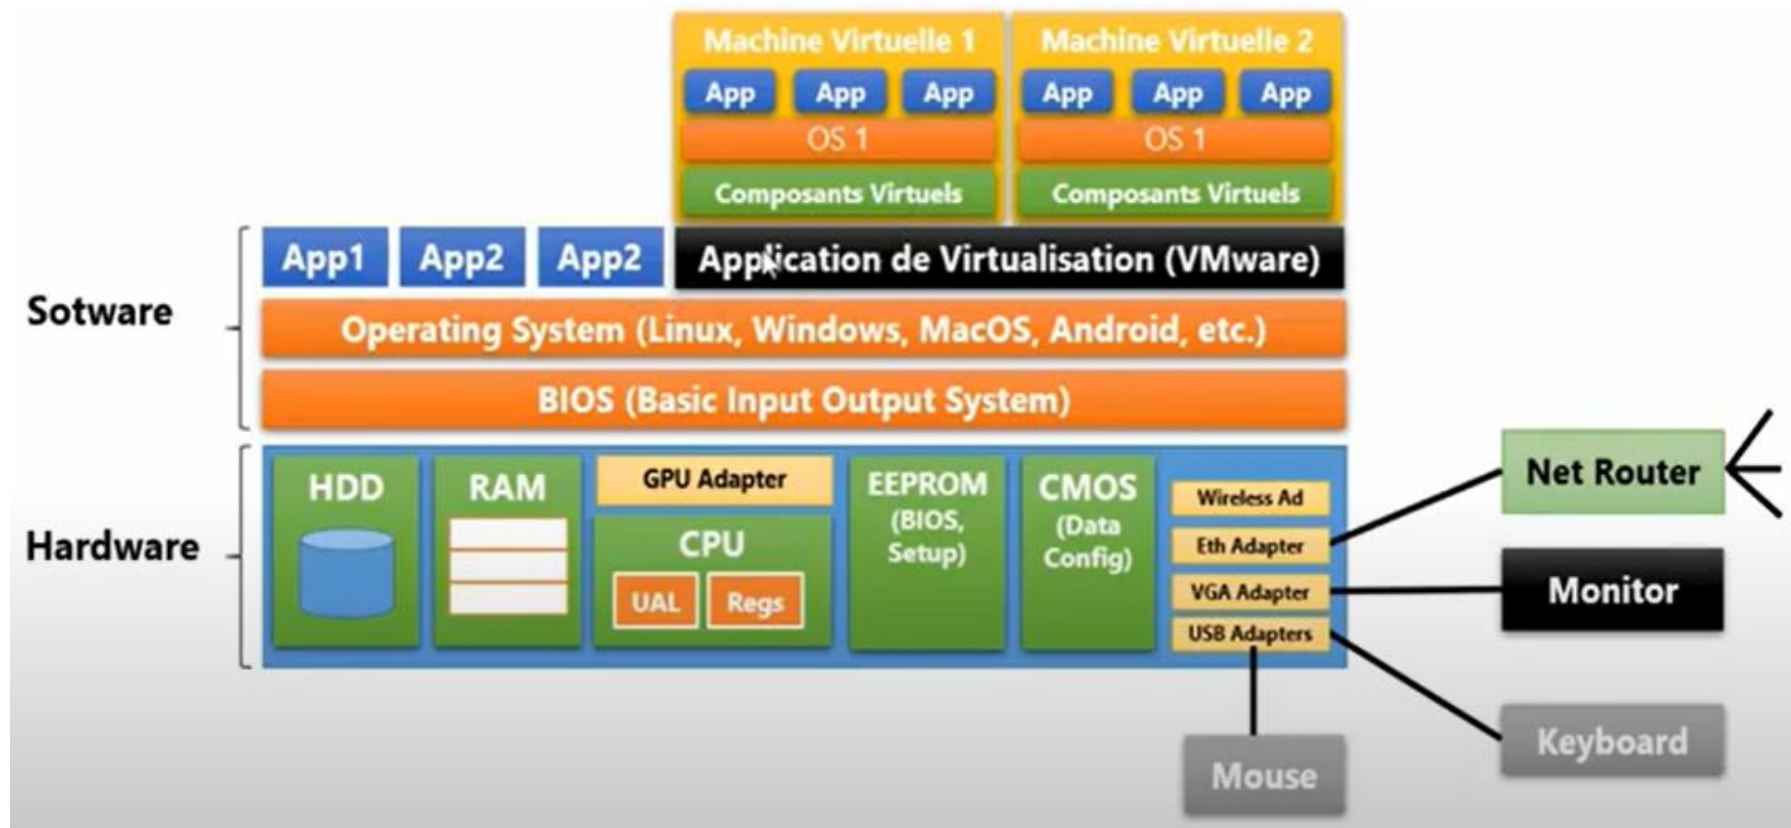 Machine Virtuelle 1
Machine Virtuelle 2
App App App
App App App
OS 1
OS 1
Composants Virtuels
Composants Virtuels
App1 App2 App2
Application de Virtualisation (VMware)
Sotware
Operating System (Linux, Windows, MacOS, Android, etc.)
BIOS (Basic Input Output System)
Hardware
HDD
RAM
GPU Adapter
CPU
UAL
Regs
EEPROM
(BIOS,
Setup)
CMOS
(Data
Config)
Wireless Ad
Eth Adapter
VGA Adapter
USB Adapters
Net Router
Monitor
Keyboard
Mouse